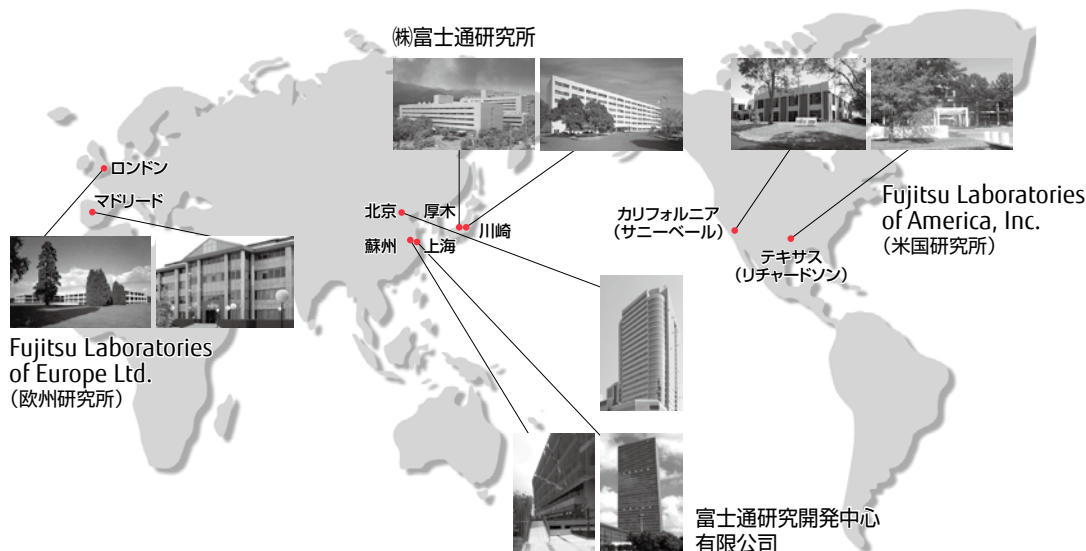 ㈱富士通研究所
ロンドン
マドリード
北京
厚木
川崎
蘇州
上海
カリフォルニア
（サニーベール）
テキサス
（リチャードソン）
Fujitsu Laboratories
of America, Inc.
（米国研究所）
Fujitsu Laboratories
of Europe Ltd.
（欧州研究所）
富士通研究開発中心
有限公司